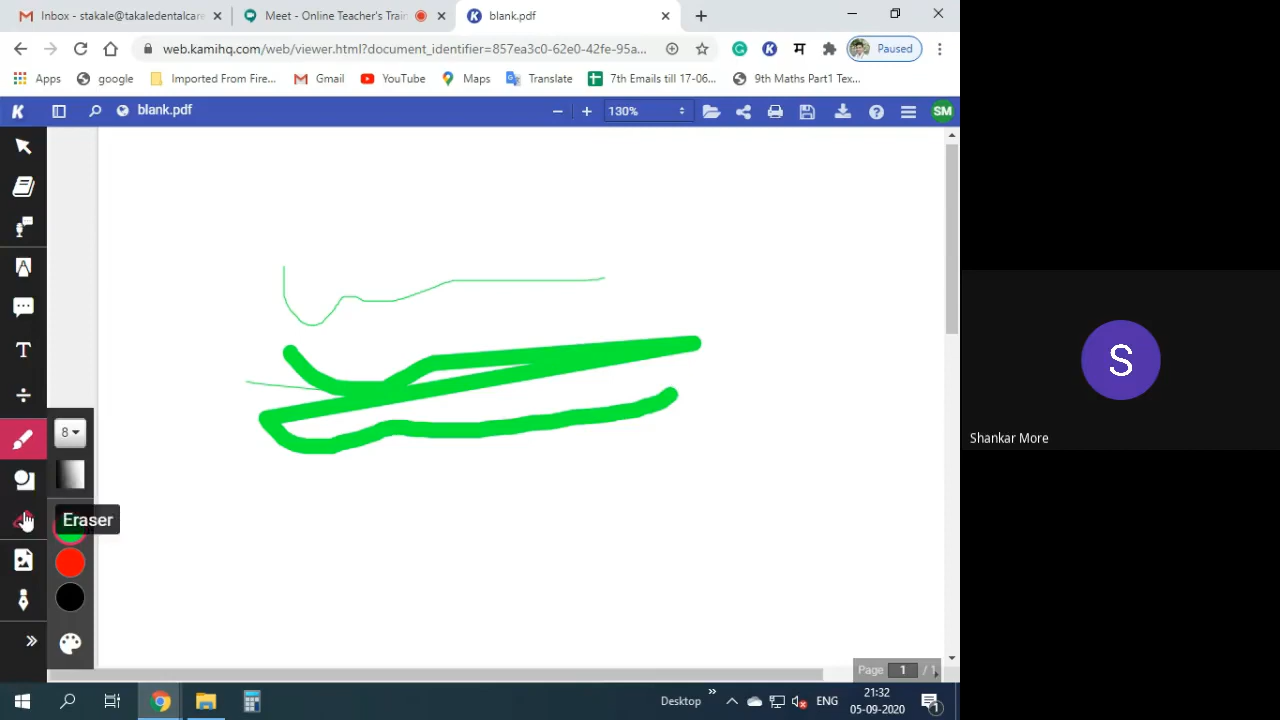 Inbox - stakale@takaledentalcare
Meet - Online Teacher's Train
blank.pdf
web.kamihq.com/web/viewer.html?document_identifier=857ea3c0-62e0-42fe-95a...
म
Paused
Apps
google
Imported From Fire...
Gmail
YouTube
Maps
Translate
7th Emails till 17-06...
9th Maths Part1 Tex...
K
blank.pdf
130%
SM
T
8
Eraser
S
Shankar More
Page 1 / 1
Desktop
ENG
21:32
05-09-2020
1